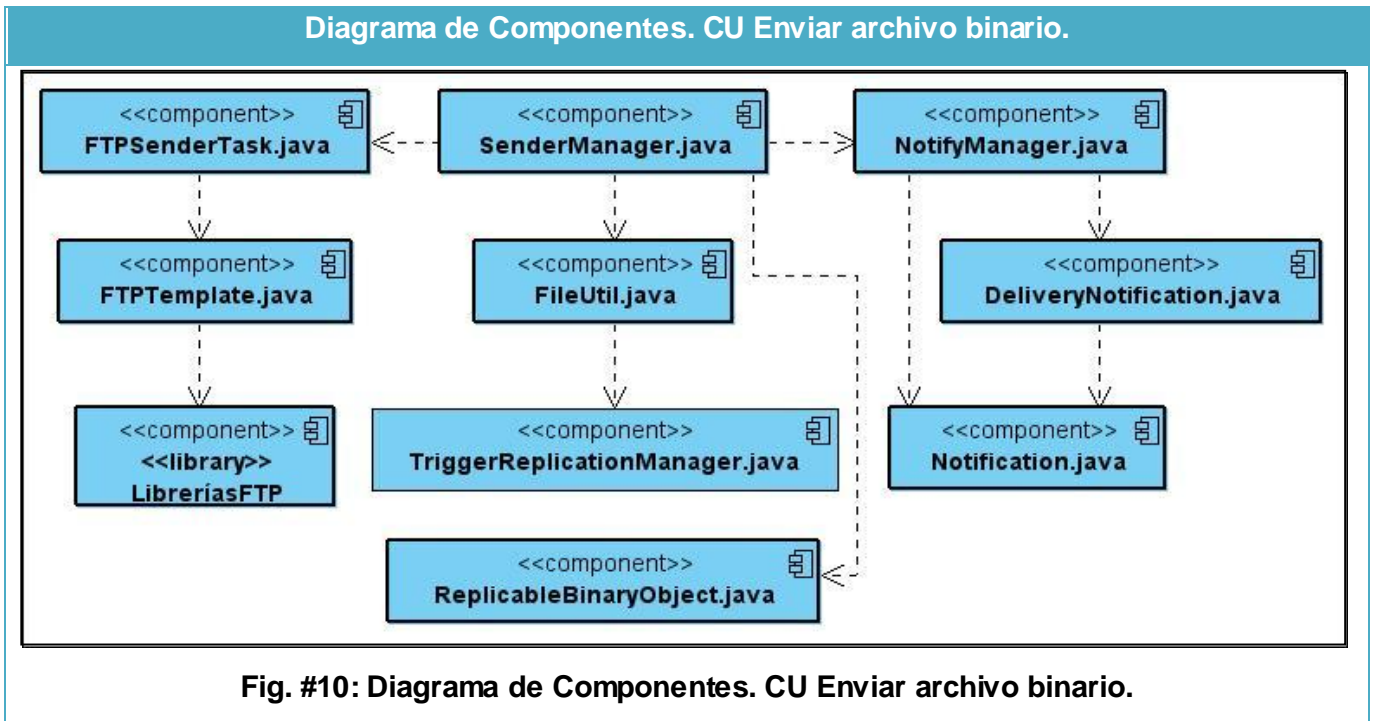 Diagrama de Componentes. CU Enviar archivo binario.
<<component>>
FTPSenderTask.java
<<component>>
SenderManager.java
<<component>>
NotifyManager.java
<<component>>
FTPTemplate.java
<<component>>
FileUtil.java
<<component>>
DeliveryNotification.java
<<component>>
<<library>>
LibreríasFTP
<<component>>
TriggerReplicationManager.java
<<component>>
Notification.java
<<component>>
ReplicableBinaryObject.java
Fig. #10: Diagrama de Componentes. CU Enviar archivo binario.